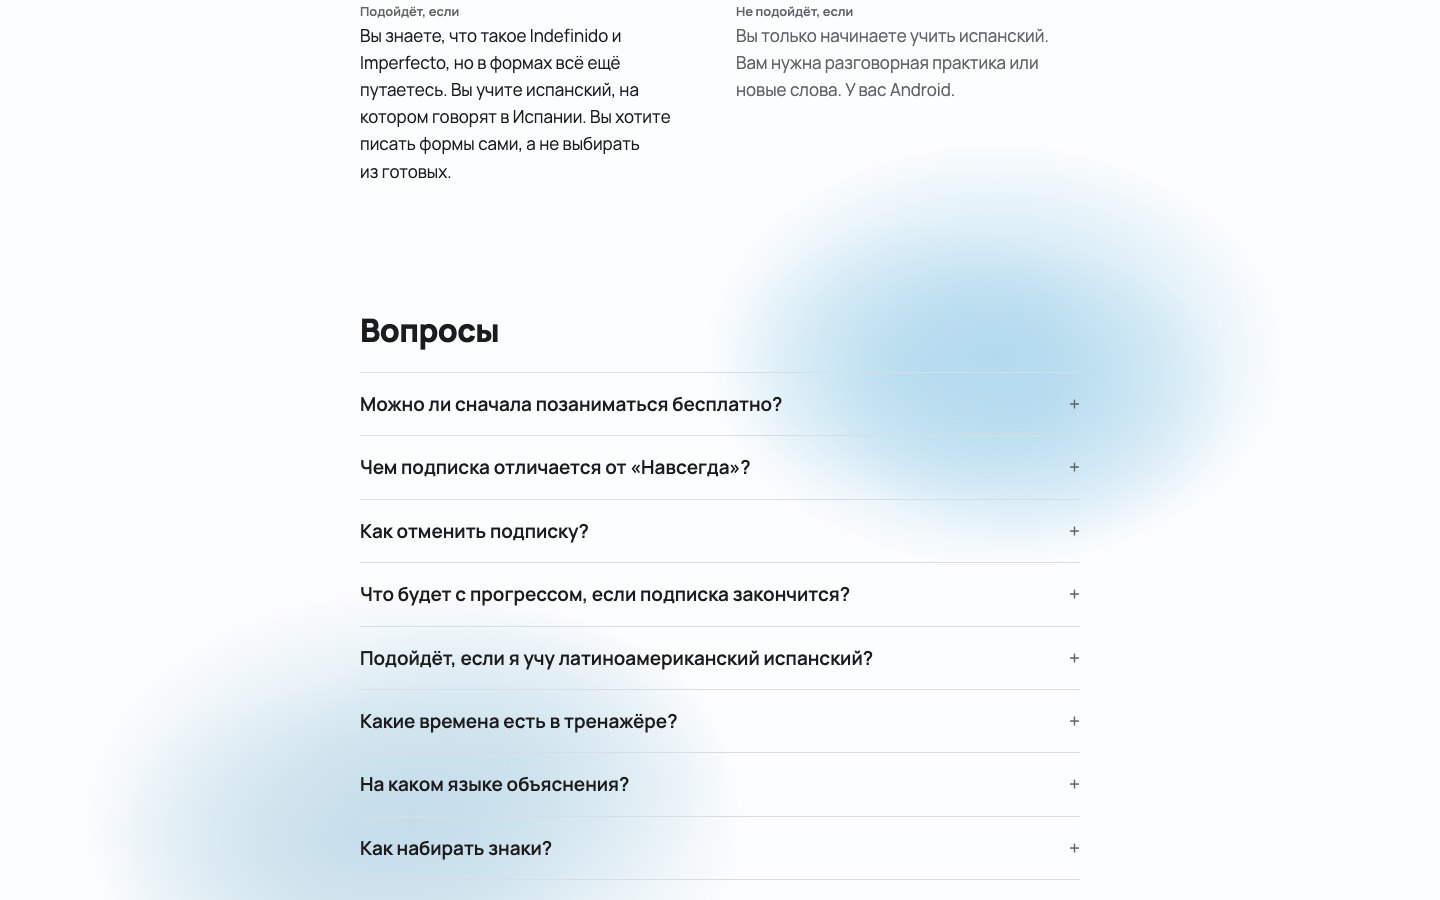 Подойдёт, если
Вы знаете, что такое Indefinido и
Imperfecto, но в формах всё ещё
путаетесь. Вы учите испанский, на
котором говорят в Испании. Вы хотите
писать формы сами, а не выбирать
из готовых.
Не подойдёт, если
Вы только начинаете учить испанский.
Вам нужна разговорная практика или
новые слова. У вас Android.
Вопросы
Можно ли сначала позаниматься бесплатно?
+
Чем подписка отличается от «Навсегда»?
+
Как отменить подписку?
+
Что будет с прогрессом, если подписка закончится?
+
Подойдёт, если я учу латиноамериканский испанский?
+
Какие времена есть в тренажёре?
+
На каком языке объяснения?
+
Как набирать знаки?
+